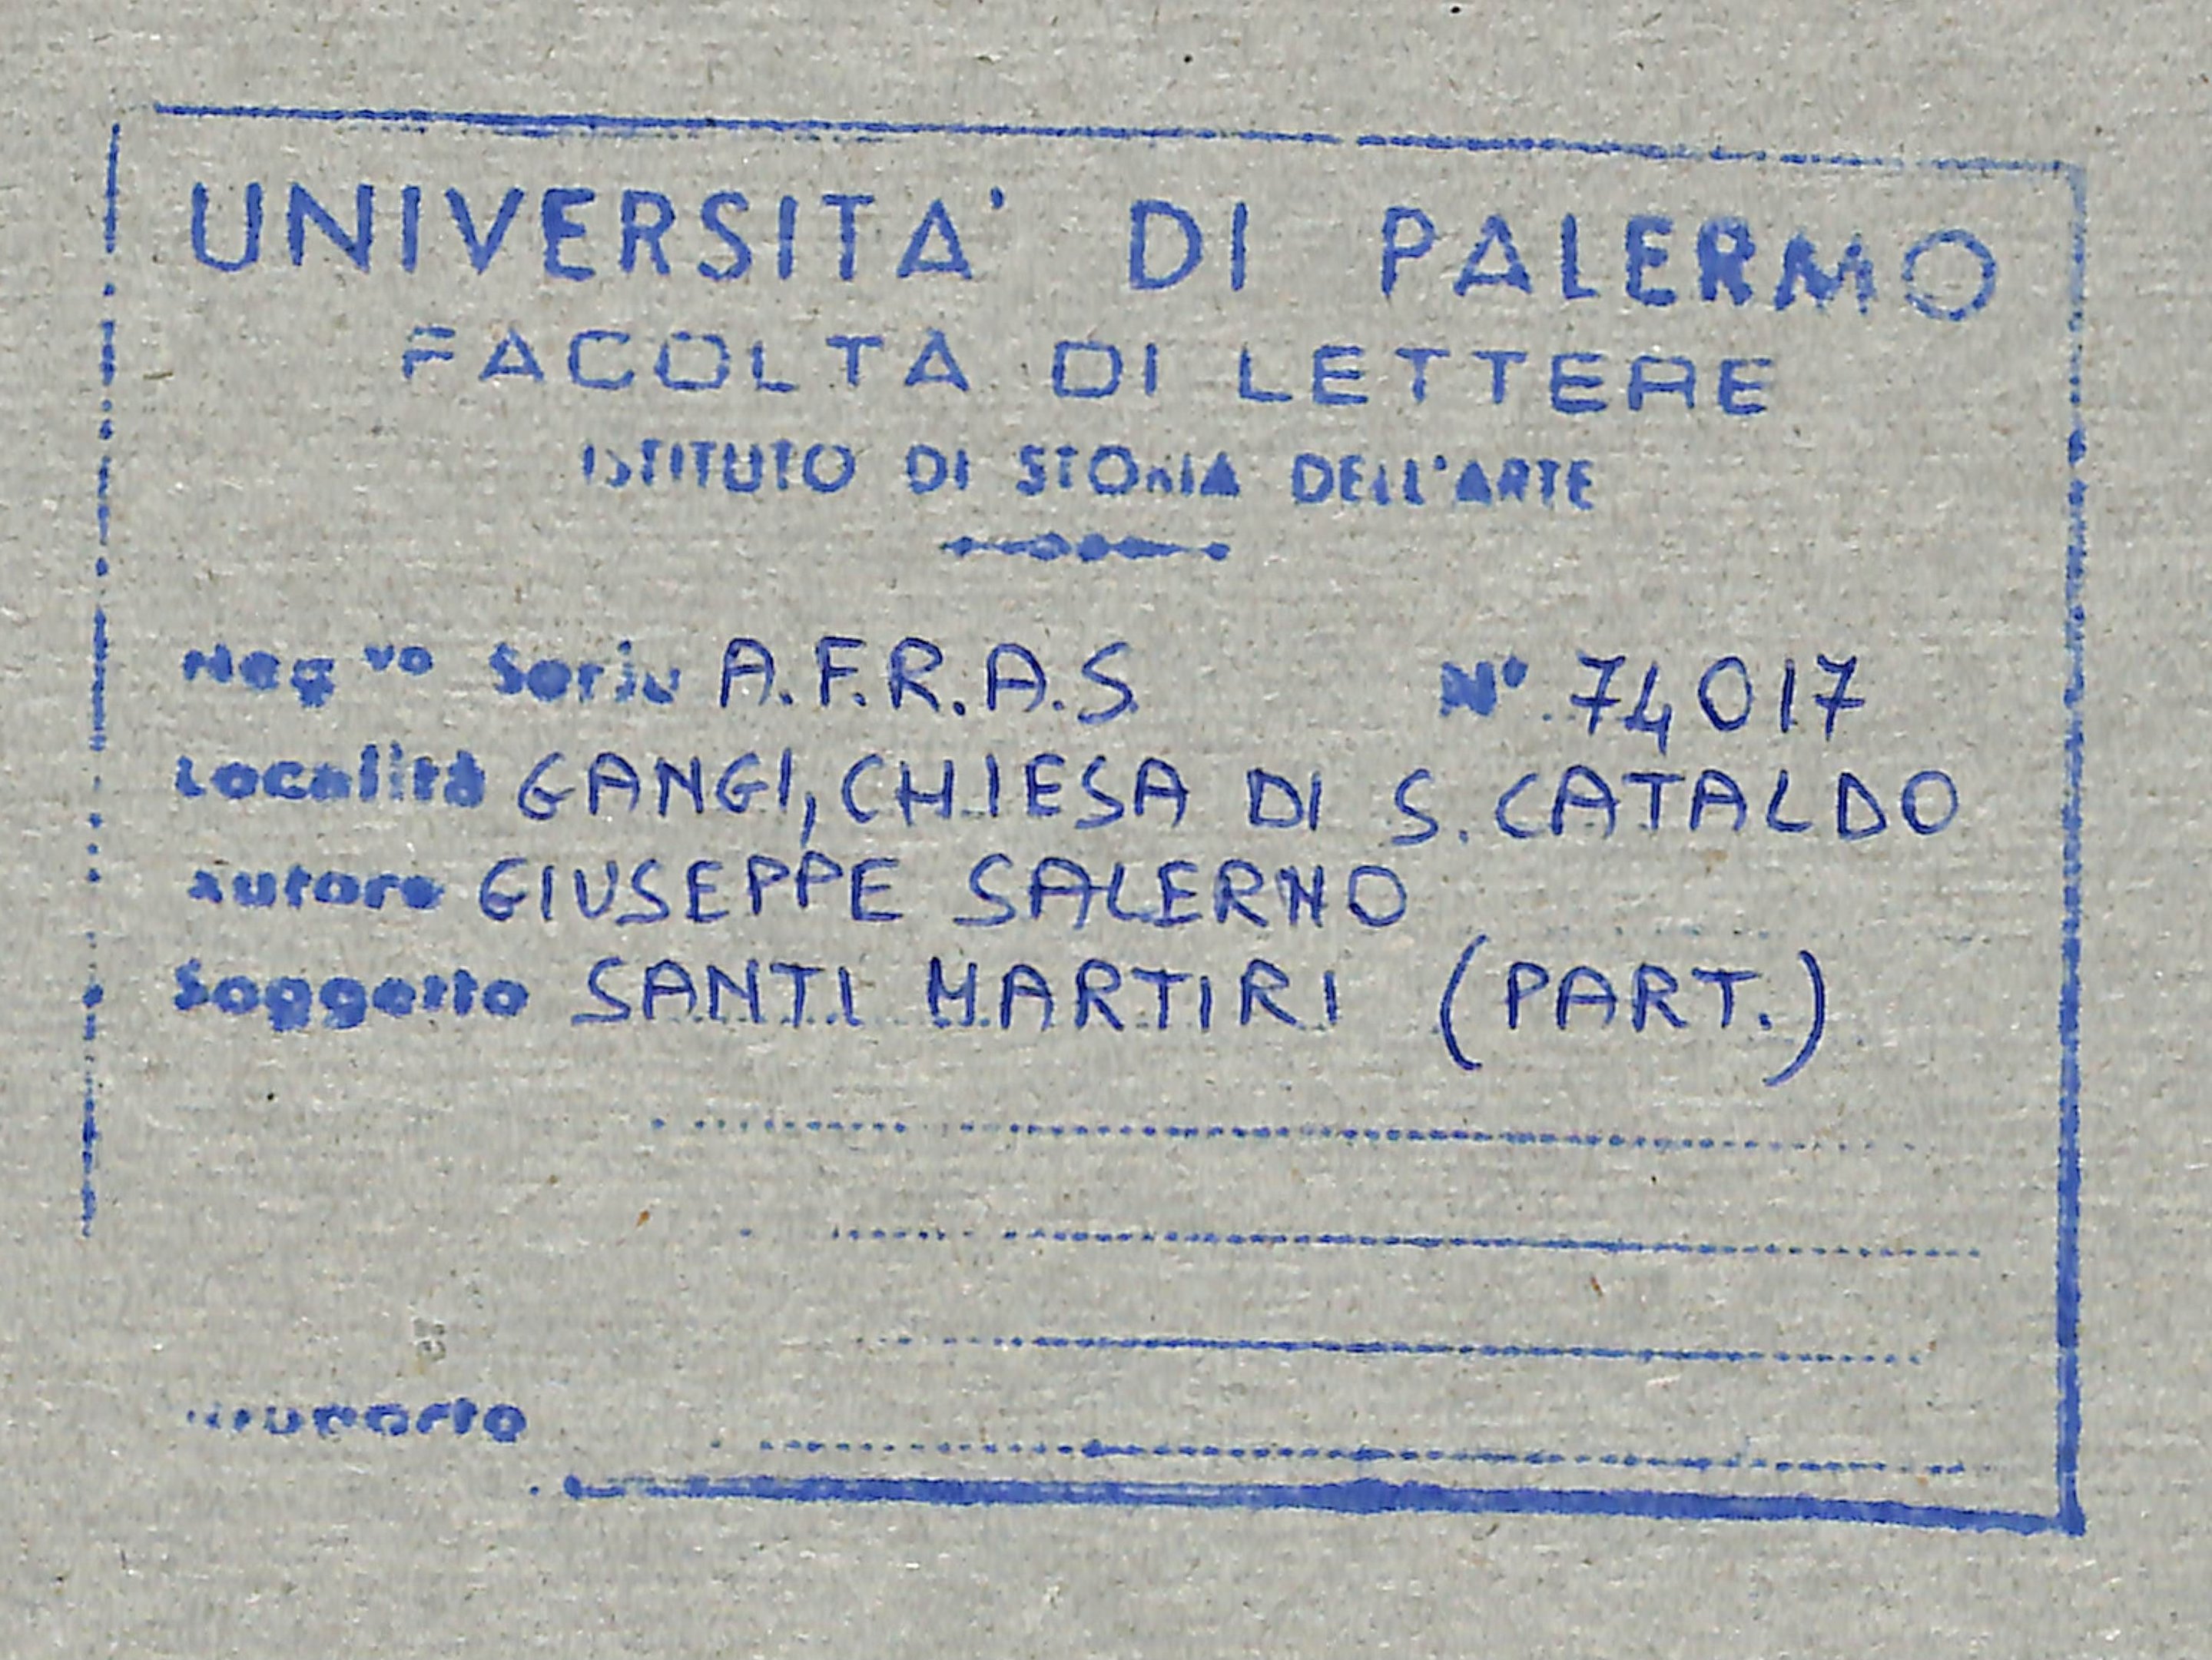 UNIVERSITA' DI PALERMO
FACOLTA DI LETTERE
ISTITUTO DI STORIA DELL'ARTE
Neg.vo Serie A.F.R.A.S. N° 74017
Località GANGI, CHIESA DI S. CATALDO
Autore GIUSEPPE SALERNO
Soggetto SANTI MARTIRI (PART.)